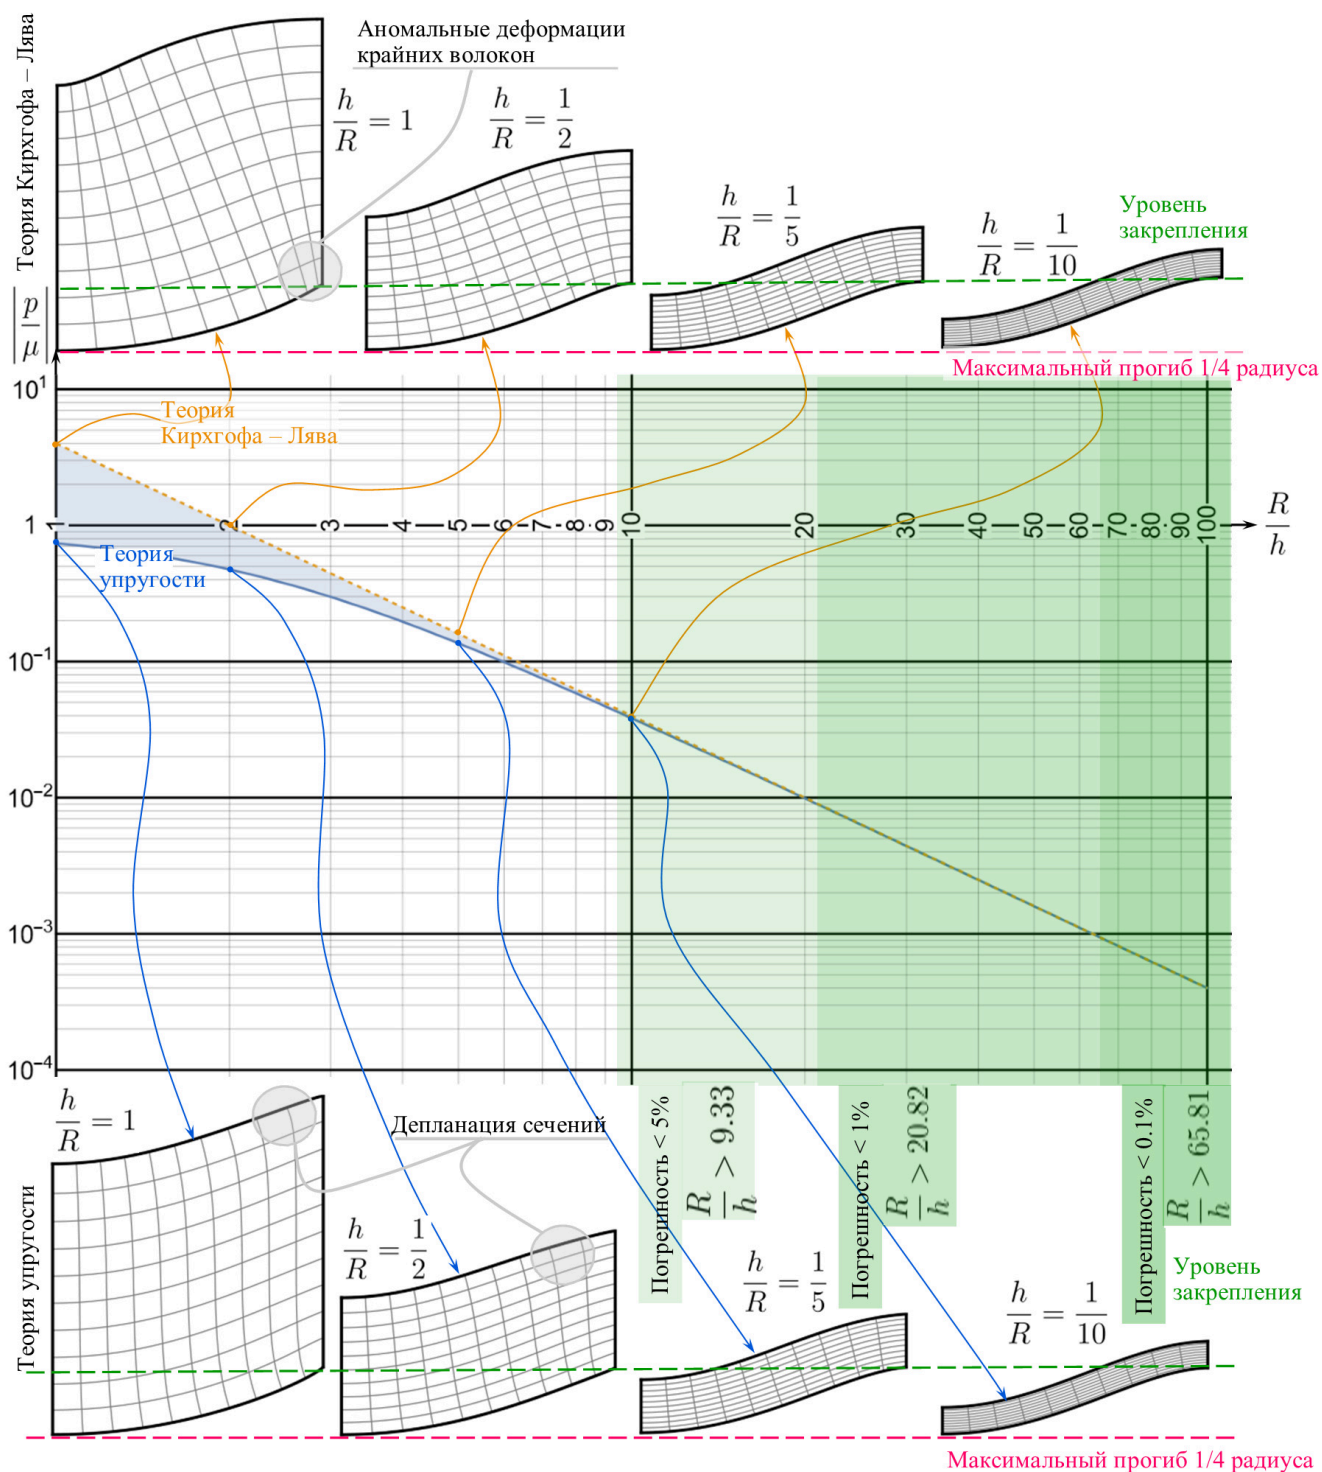 Теория Кирхгофа – Лява
Аномальные деформации
крайних волокон
h/R = 1
h/R = 1/2
h/R = 1/5
h/R = 1/10
Уровень
закрепления
|p/μ|
Максимальный прогиб 1/4 радиуса
10¹
Теория
Кирхгофа – Лява
1
1 2 3 4 5 6 7 8 9 10 20 30 40 50 60 70 80 90 100
R/h
Теория
упругости
10⁻¹
10⁻²
10⁻³
10⁻⁴
h/R = 1
Депланация сечений
Погрешность < 5%
R/h > 9.33
Погрешность < 1%
R/h > 20.82
Погрешность < 0.1%
R/h > 65.81
Теория упругости
h/R = 1/2
h/R = 1/5
h/R = 1/10
Уровень
закрепления
Максимальный прогиб 1/4 радиуса